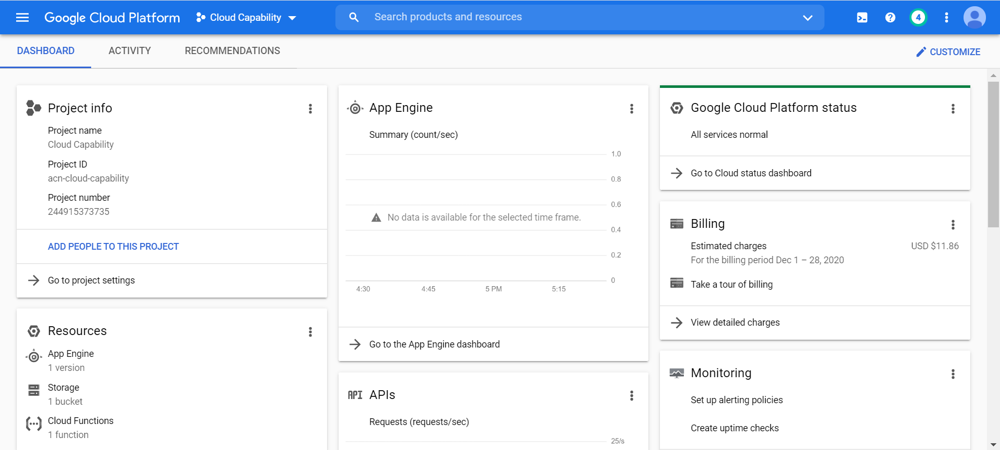 Google Cloud Platform
Cloud Capability
Search products and resources
4
DASHBOARD
ACTIVITY
RECOMMENDATIONS
CUSTOMIZE
Project info
Project name
Cloud Capability
Project ID
acn-cloud-capability
Project number
244915373735
ADD PEOPLE TO THIS PROJECT
Go to project settings
Resources
App Engine
1 version
Storage
1 bucket
Cloud Functions
1 function
App Engine
Summary (count/sec)
1.0
0.8
0.6
No data is available for the selected time frame.
0.4
0.2
0
4:30 4:45 5 PM 5:15
Go to the App Engine dashboard
API APIs
Requests (requests/sec)
25/s
Google Cloud Platform status
All services normal
Go to Cloud status dashboard
Billing
Estimated charges USD $11.86
For the billing period Dec 1 – 28, 2020
Take a tour of billing
View detailed charges
Monitoring
Set up alerting policies
Create uptime checks